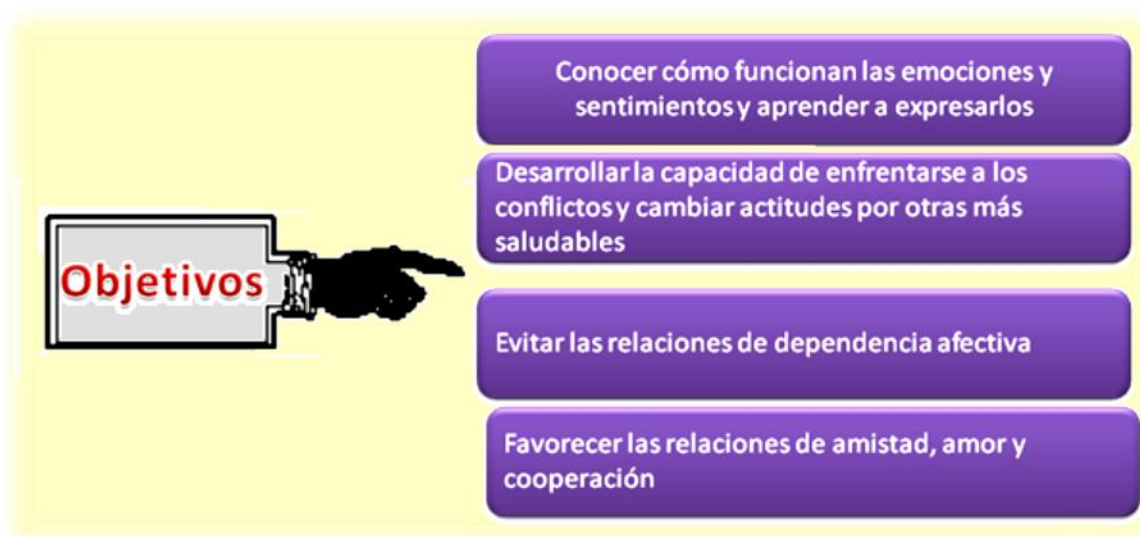 Objetivos
Conocer cómo funcionan las emociones y
sentimientos y aprender a expresarlos
Desarrollar la capacidad de enfrentarse a los
conflictos y cambiar actitudes por otras más
saludables
Evitar las relaciones de dependencia afectiva
Favorecer las relaciones de amistad, amor y
cooperación